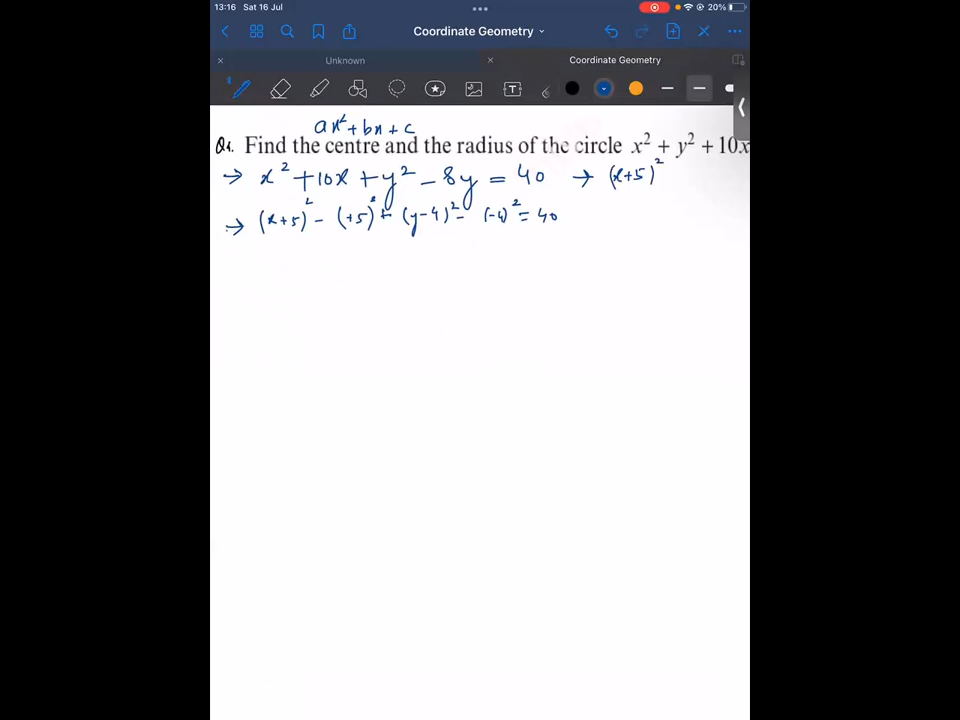 13:16 Sat 16 Jul 20%
Coordinate Geometry
Unknown Coordinate Geometry
ax² + bx + c
Q1. Find the centre and the radius of the circle x² + y² + 10x
→ x² + 10x + y² - 8y = 40 → (x+5)²
→ (x+5)² - (+5)² + (y-4)² - (-4)² = 40